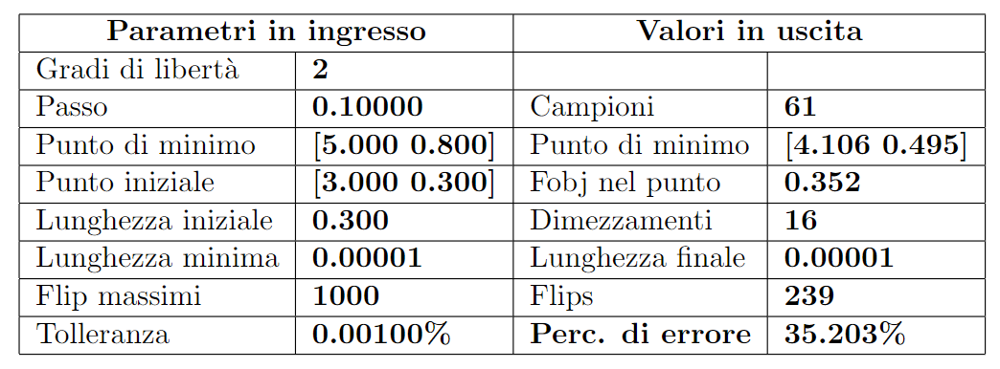 Parametri in ingresso Valori in uscita
Gradi di libertà 2
Passo 0.10000 Campioni 61
Punto di minimo [5.000 0.800] Punto di minimo [4.106 0.495]
Punto iniziale [3.000 0.300] Fobj nel punto 0.352
Lunghezza iniziale 0.300 Dimezzamenti 16
Lunghezza minima 0.00001 Lunghezza finale 0.00001
Flip massimi 1000 Flips 239
Tolleranza 0.00100% Perc. di errore 35.203%